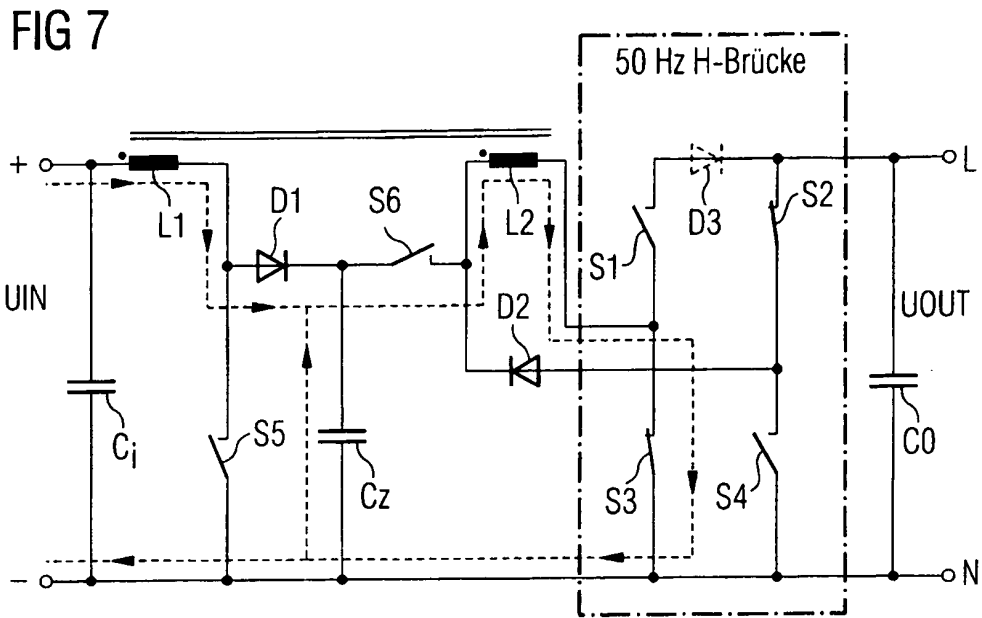 FIG 7
50 Hz H-Brücke
+
L1
D1
S6
L2
D3
S2
L
S1
UIN
D2
UOUT
Ci
S5
Cz
S3
S4
C0
−
N